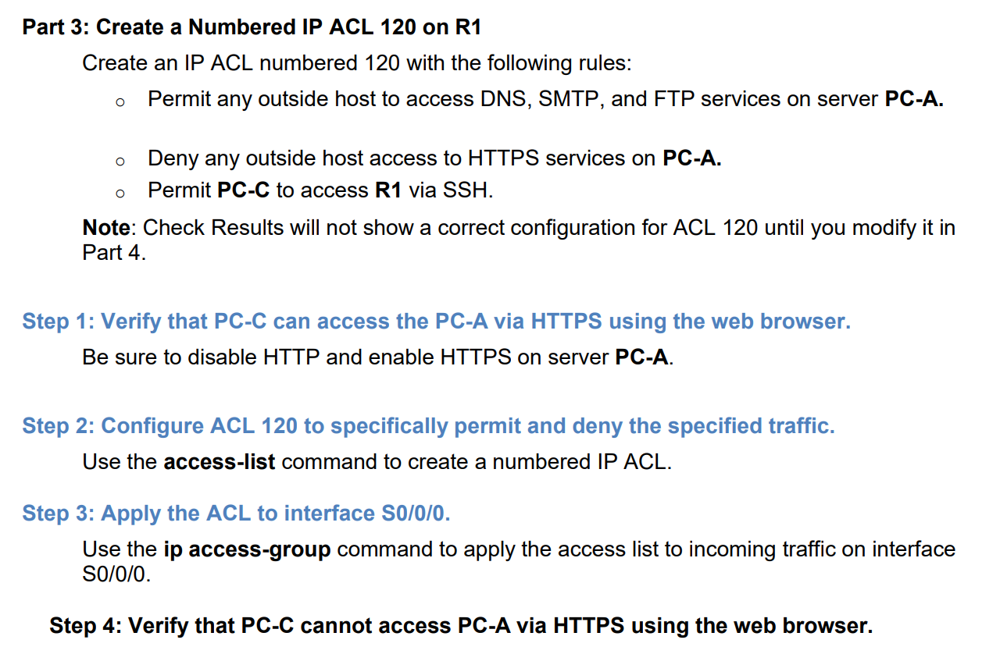 Part 3: Create a Numbered IP ACL 120 on R1
Create an IP ACL numbered 120 with the following rules:
o Permit any outside host to access DNS, SMTP, and FTP services on server PC-A.
o Deny any outside host access to HTTPS services on PC-A.
o Permit PC-C to access R1 via SSH.
Note: Check Results will not show a correct configuration for ACL 120 until you modify it in
Part 4.
Step 1: Verify that PC-C can access the PC-A via HTTPS using the web browser.
Be sure to disable HTTP and enable HTTPS on server PC-A.
Step 2: Configure ACL 120 to specifically permit and deny the specified traffic.
Use the access-list command to create a numbered IP ACL.
Step 3: Apply the ACL to interface S0/0/0.
Use the ip access-group command to apply the access list to incoming traffic on interface
S0/0/0.
Step 4: Verify that PC-C cannot access PC-A via HTTPS using the web browser.